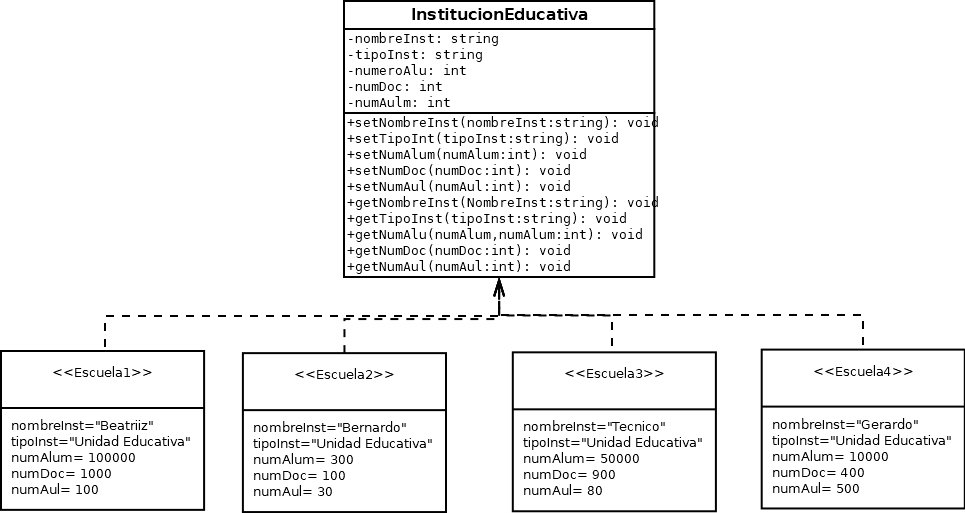 InstitucionEducativa
-nombreInst: string
-tipoInst: string
-numeroAlu: int
-numDoc: int
-numAulm: int
+setNombreInst(nombreInst:string): void
+setTipoInt(tipoInst:string): void
+setNumAlum(numAlum:int): void
+setNumDoc(numDoc:int): void
+setNumAul(numAul:int): void
+getNombreInst(NombreInst:string): void
+getTipoInst(tipoInst:string): void
+getNumAlu(numAlum,numAlum:int): void
+getNumDoc(numDoc:int): void
+getNumAul(numAul:int): void
<<Escuela1>>
nombreInst="Beatriiz"
tipoInst="Unidad Educativa"
numAlum= 100000
numDoc= 1000
numAul= 100
<<Escuela2>>
nombreInst="Bernardo"
tipoInst="Unidad Educativa"
numAlum= 300
numDoc= 100
numAul= 30
<<Escuela3>>
nombreInst="Tecnico"
tipoInst="Unidad Educativa"
numAlum= 50000
numDoc= 900
numAul= 80
<<Escuela4>>
nombreInst="Gerardo"
tipoInst="Unidad Educativa"
numAlum= 10000
numDoc= 400
numAul= 500